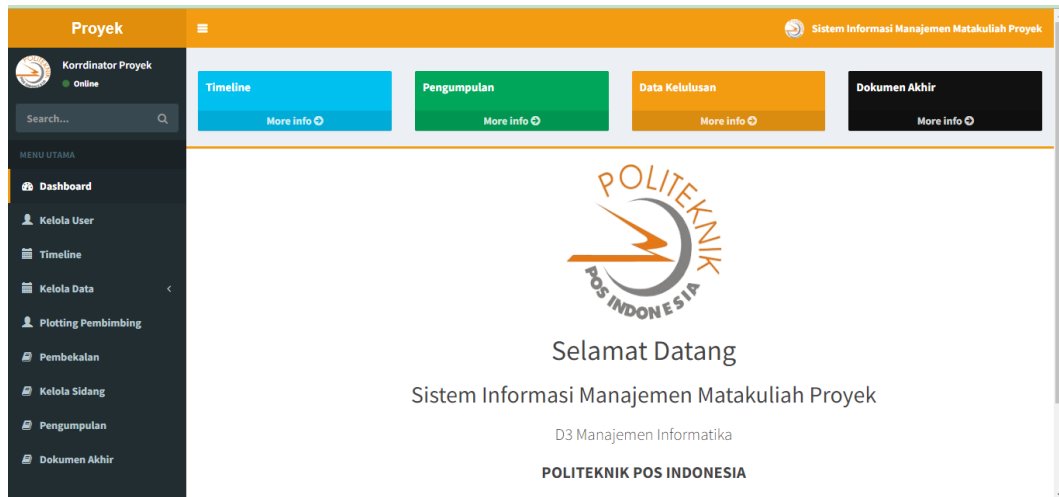 Proyek
Sistem Informasi Manajemen Matakuliah Proyek
Korrdinator Proyek
Online
Search...
MENU UTAMA
Dashboard
Kelola User
Timeline
Kelola Data
Plotting Pembimbing
Pembekalan
Kelola Sidang
Pengumpulan
Dokumen Akhir
Timeline
More info
Pengumpulan
More info
Data Kelulusan
More info
Dokumen Akhir
More info
POLITEKNIK
POS INDONESIA
Selamat Datang
Sistem Informasi Manajemen Matakuliah Proyek
D3 Manajemen Informatika
POLITEKNIK POS INDONESIA